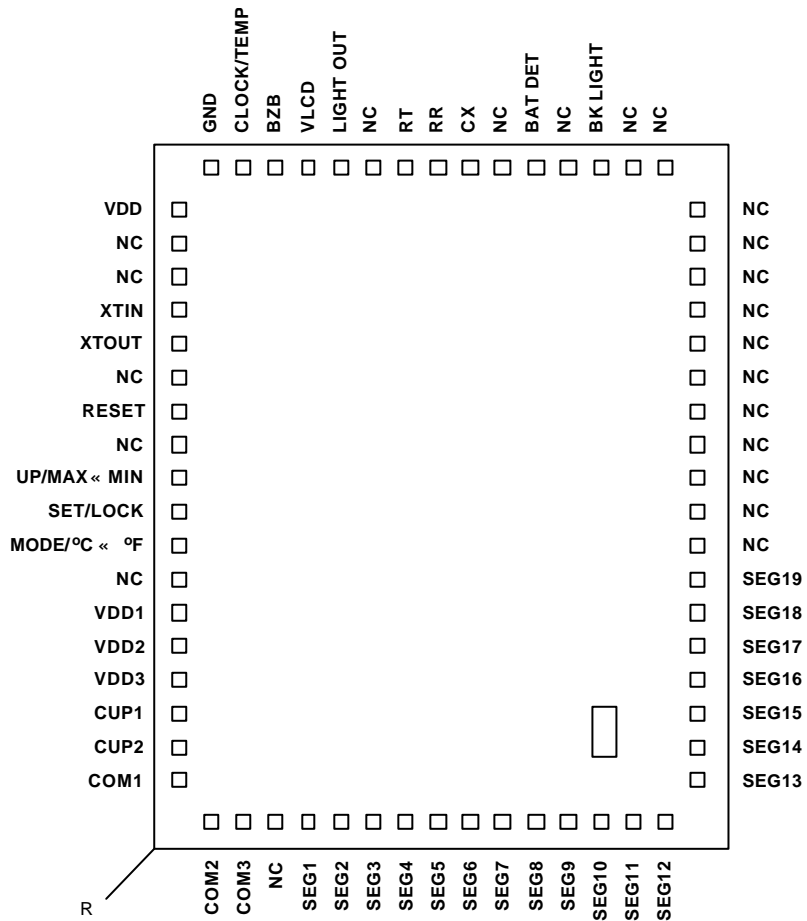 GND
CLOCK/TEMP
BZB
VLCD
LIGHT OUT
NC
RT
RR
CX
NC
BAT DET
NC
BK LIGHT
NC
NC
VDD
NC
NC
XTIN
XTOUT
NC
RESET
NC
UP/MAX « MIN
SET/LOCK
MODE/ºC « ºF
NC
VDD1
VDD2
VDD3
CUP1
CUP2
COM1
NC
NC
NC
NC
NC
NC
NC
NC
NC
NC
NC
SEG19
SEG18
SEG17
SEG16
SEG15
SEG14
SEG13
R
COM2
COM3
NC
SEG1
SEG2
SEG3
SEG4
SEG5
SEG6
SEG7
SEG8
SEG9
SEG10
SEG11
SEG12